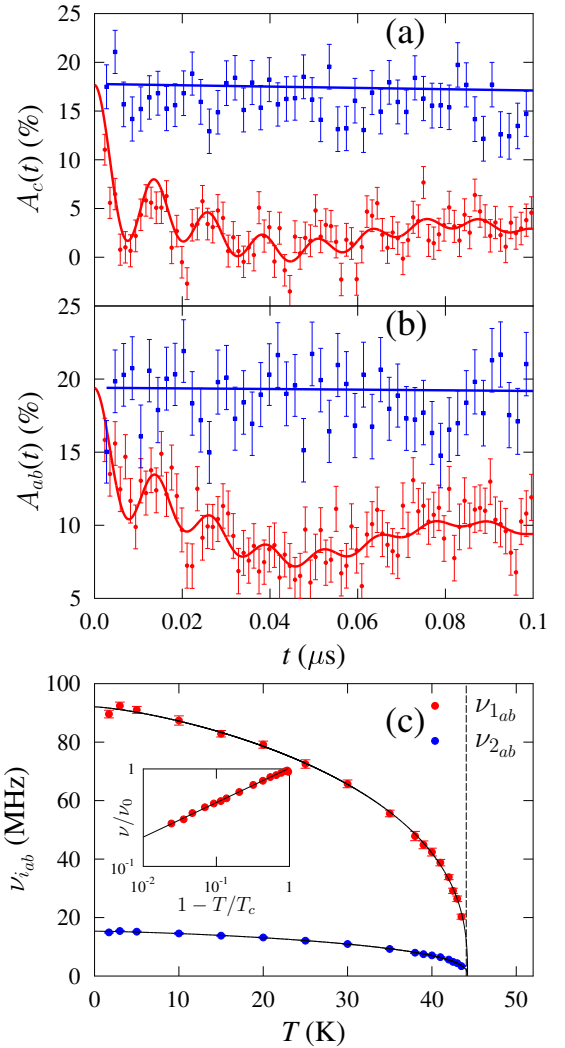 (a)
25
20
15
10
5
0
A_c(t) (%)
(b)
25
20
15
10
5
A_ab(t) (%)
0.0 0.02 0.04 0.06 0.08 0.1
t (μs)
(c)
ν_1ab
ν_2ab
100
80
60
40
20
0
ν_iab (MHz)
1
10^-1
ν/ν_0
10^-2 10^-1 1
1 − T/T_c
0 10 20 30 40 50
T (K)